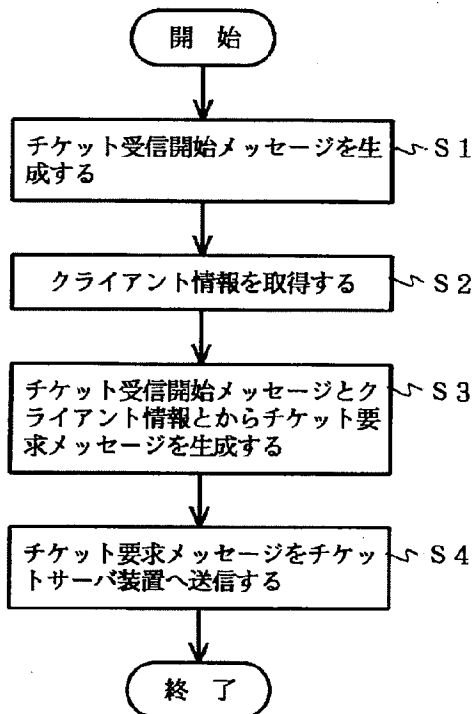 開 始
チケット受信開始メッセージを生
成する
S1
クライアント情報を取得する
S2
チケット受信開始メッセージとク
ライアント情報とからチケット要
求メッセージを生成する
S3
チケット要求メッセージをチケッ
トサーバ装置へ送信する
S4
終 了